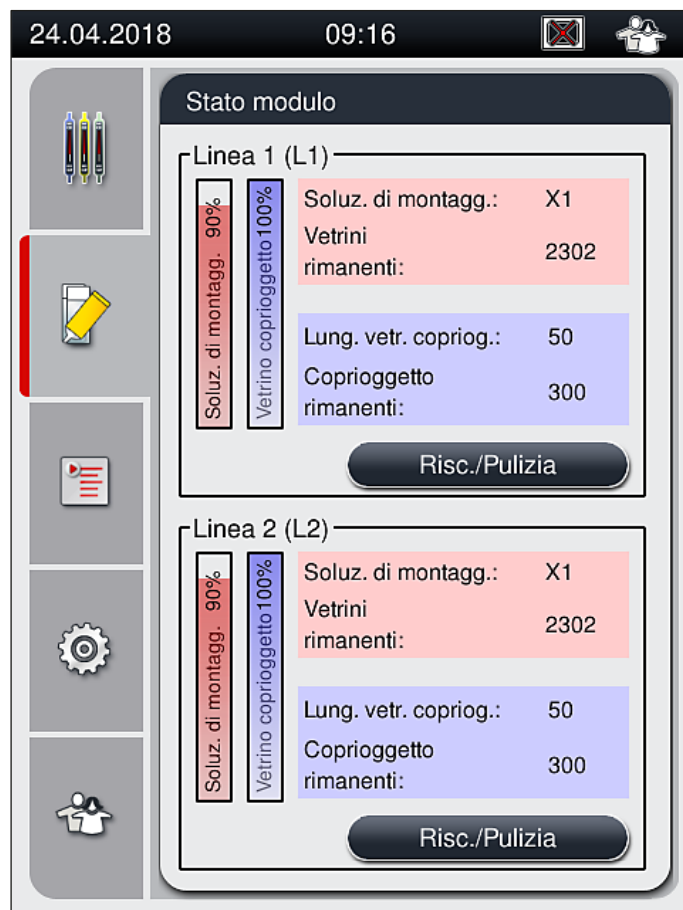 24.04.2018 09:16
Stato modulo
Linea 1 (L1)
Soluz. di montagg. 90%
Vetrino coprioggetto 100%
Soluz. di montagg.: X1
Vetrini
rimanenti: 2302
Lung. vetr. copriog.: 50
Coprioggetto
rimanenti: 300
Risc./Pulizia
Linea 2 (L2)
Soluz. di montagg. 90%
Vetrino coprioggetto 100%
Soluz. di montagg.: X1
Vetrini
rimanenti: 2302
Lung. vetr. copriog.: 50
Coprioggetto
rimanenti: 300
Risc./Pulizia